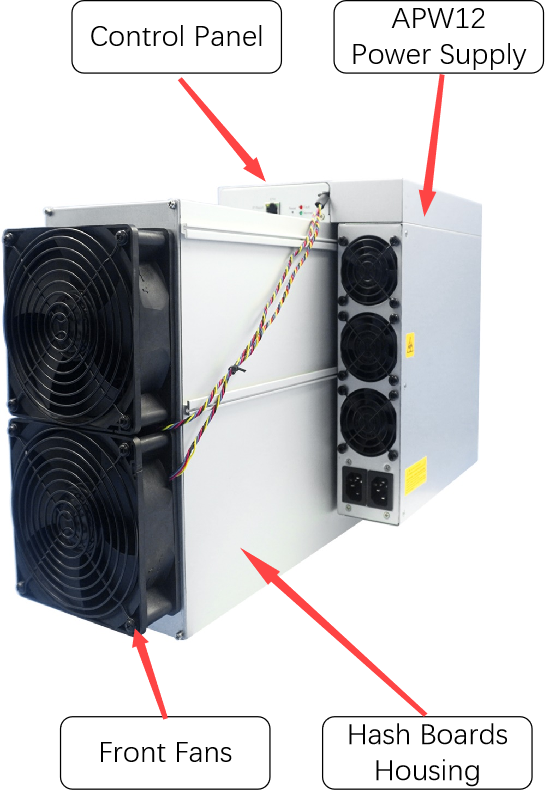 Control Panel
APW12
Power Supply
Front Fans
Hash Boards
Housing